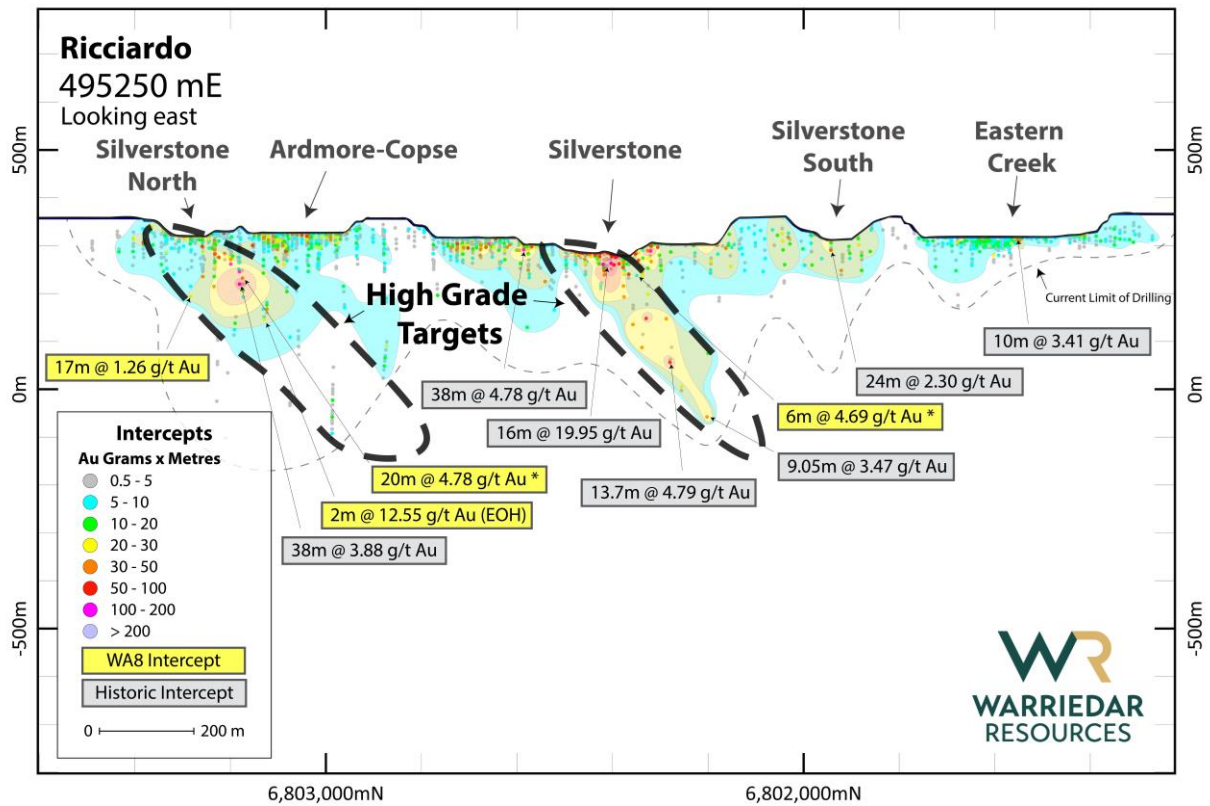 Ricciardo
495250 mE
Looking east
Silverstone
North
Ardmore-Copse
Silverstone
Silverstone
South
Eastern
Creek
500m
0m
-500m
500m
0m
-500m
High Grade
Targets
Current Limit of Drilling
17m @ 1.26 g/t Au
38m @ 4.78 g/t Au
16m @ 19.95 g/t Au
10m @ 3.41 g/t Au
24m @ 2.30 g/t Au
6m @ 4.69 g/t Au *
9.05m @ 3.47 g/t Au
13.7m @ 4.79 g/t Au
20m @ 4.78 g/t Au *
2m @ 12.55 g/t Au (EOH)
38m @ 3.88 g/t Au
Intercepts
Au Grams x Metres
0.5 - 5
5 - 10
10 - 20
20 - 30
30 - 50
50 - 100
100 - 200
> 200
WA8 Intercept
Historic Intercept
0 200 m
WR
WARRIEDAR
RESOURCES
6,803,000mN
6,802,000mN